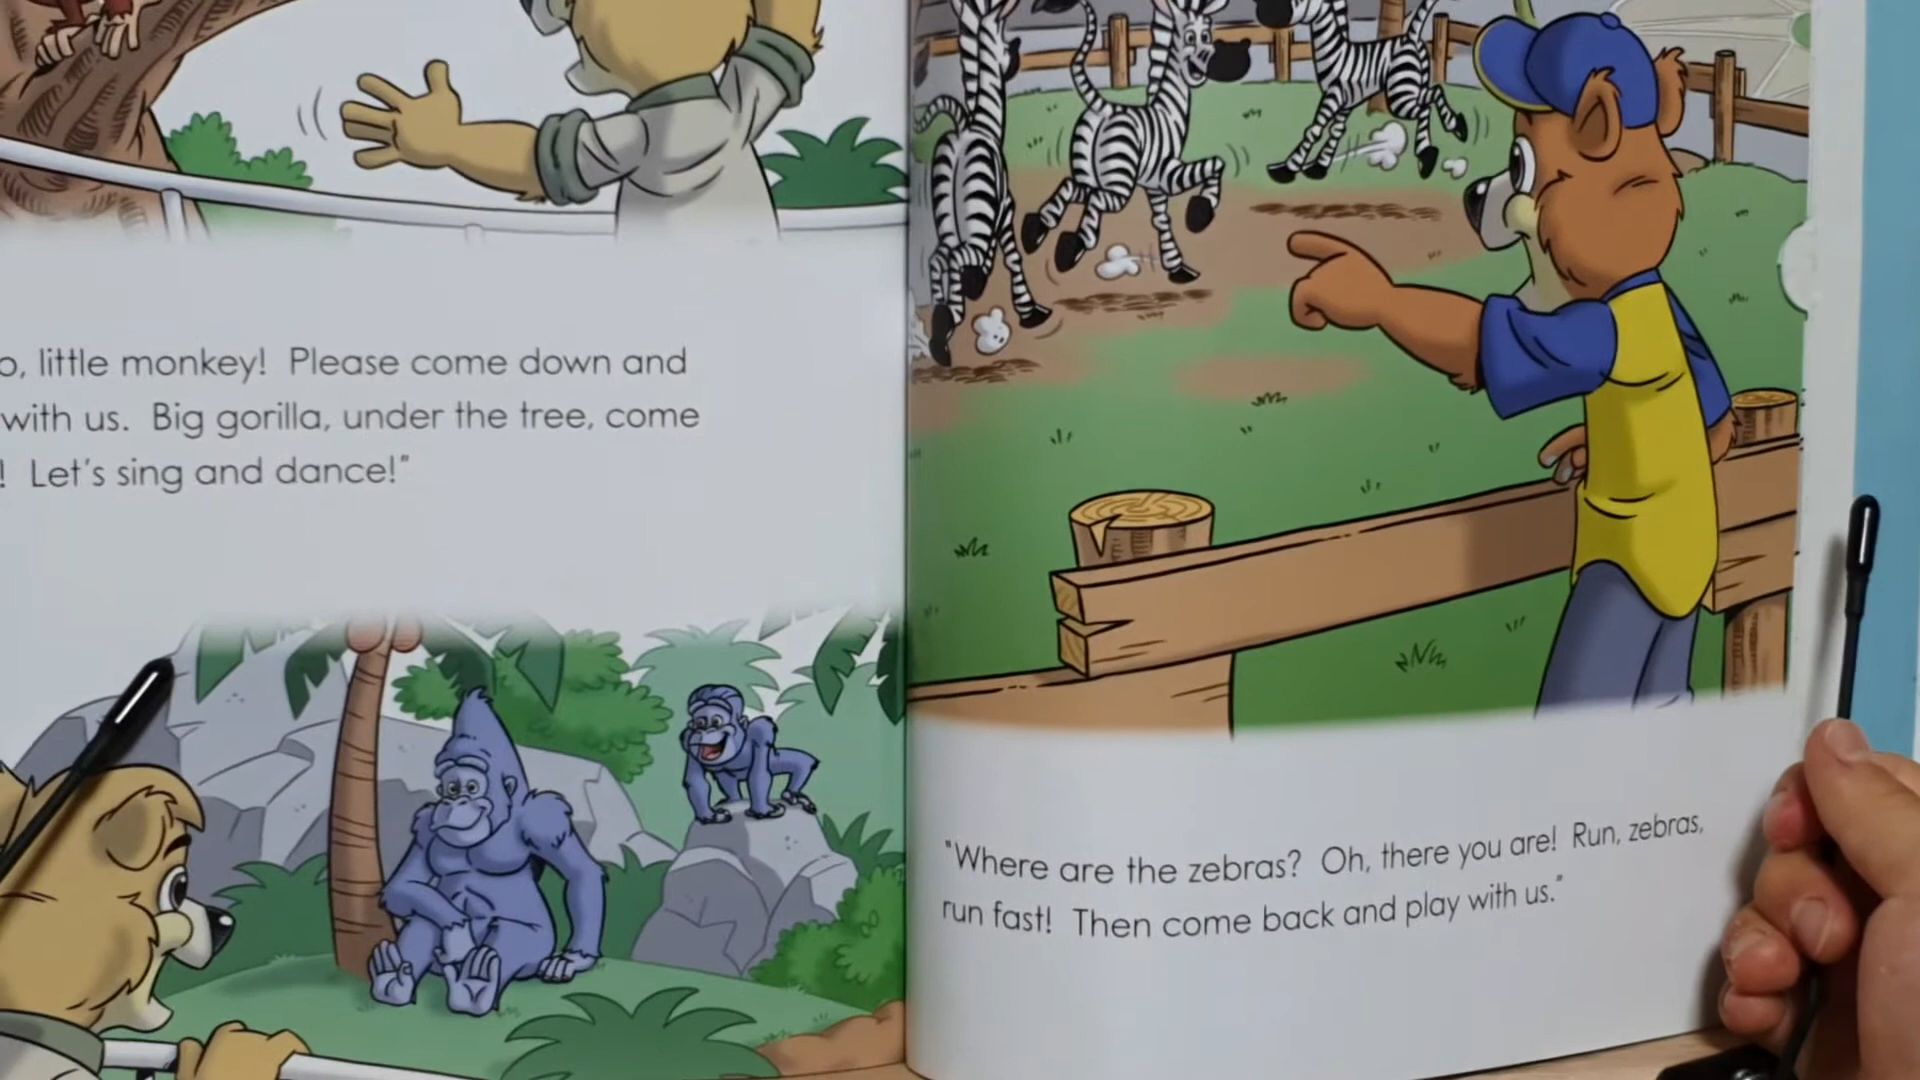 o, little monkey! Please come down and
with us. Big gorilla, under the tree, come
! Let's sing and dance!"
"Where are the zebras? Oh, there you are! Run, zebras,
run fast! Then come back and play with us."